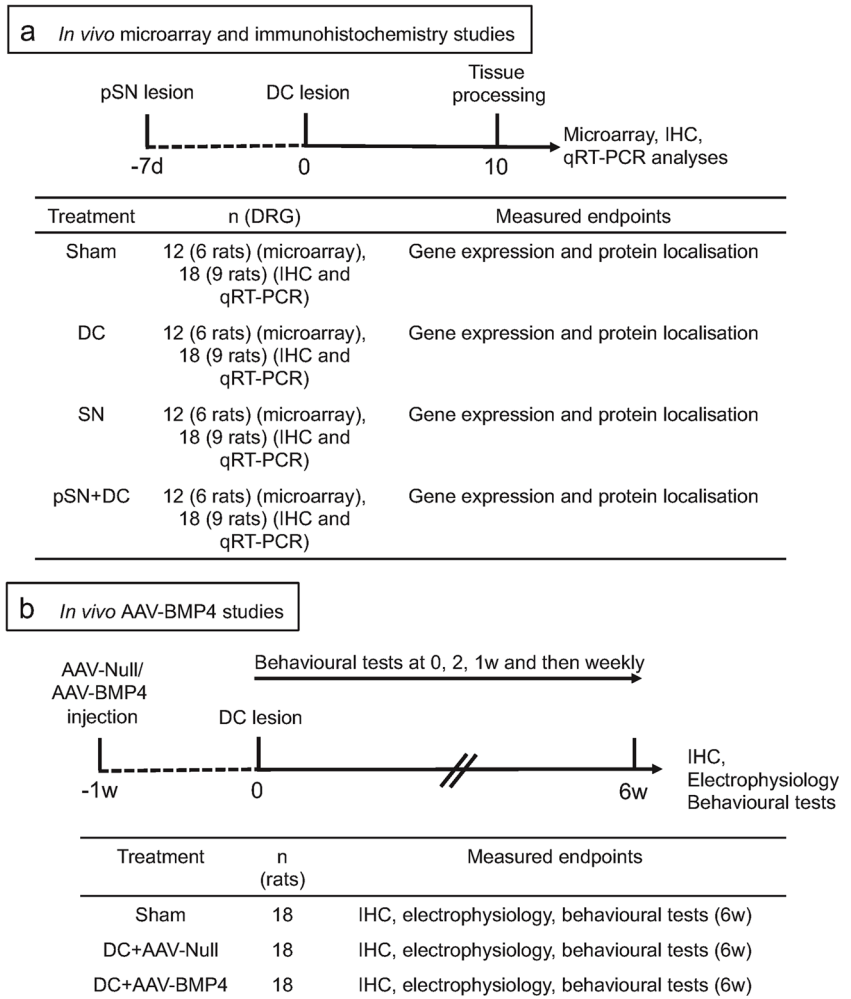 a In vivo microarray and immunohistochemistry studies
pSN lesion
DC lesion
Tissue
processing
-7d
0
10
Microarray, IHC,
qRT-PCR analyses
Treatment n (DRG) Measured endpoints
Sham 12 (6 rats) (microarray), Gene expression and protein localisation
18 (9 rats) (IHC and
qRT-PCR)
DC 12 (6 rats) (microarray), Gene expression and protein localisation
18 (9 rats) (IHC and
qRT-PCR)
SN 12 (6 rats) (microarray), Gene expression and protein localisation
18 (9 rats) (IHC and
qRT-PCR)
pSN+DC 12 (6 rats) (microarray), Gene expression and protein localisation
18 (9 rats) (IHC and
qRT-PCR)
b In vivo AAV-BMP4 studies
Behavioural tests at 0, 2, 1w and then weekly
AAV-Null/
AAV-BMP4
injection
DC lesion
-1w
0
6w
IHC,
Electrophysiology
Behavioural tests
Treatment n Measured endpoints
(rats)
Sham 18 IHC, electrophysiology, behavioural tests (6w)
DC+AAV-Null 18 IHC, electrophysiology, behavioural tests (6w)
DC+AAV-BMP4 18 IHC, electrophysiology, behavioural tests (6w)